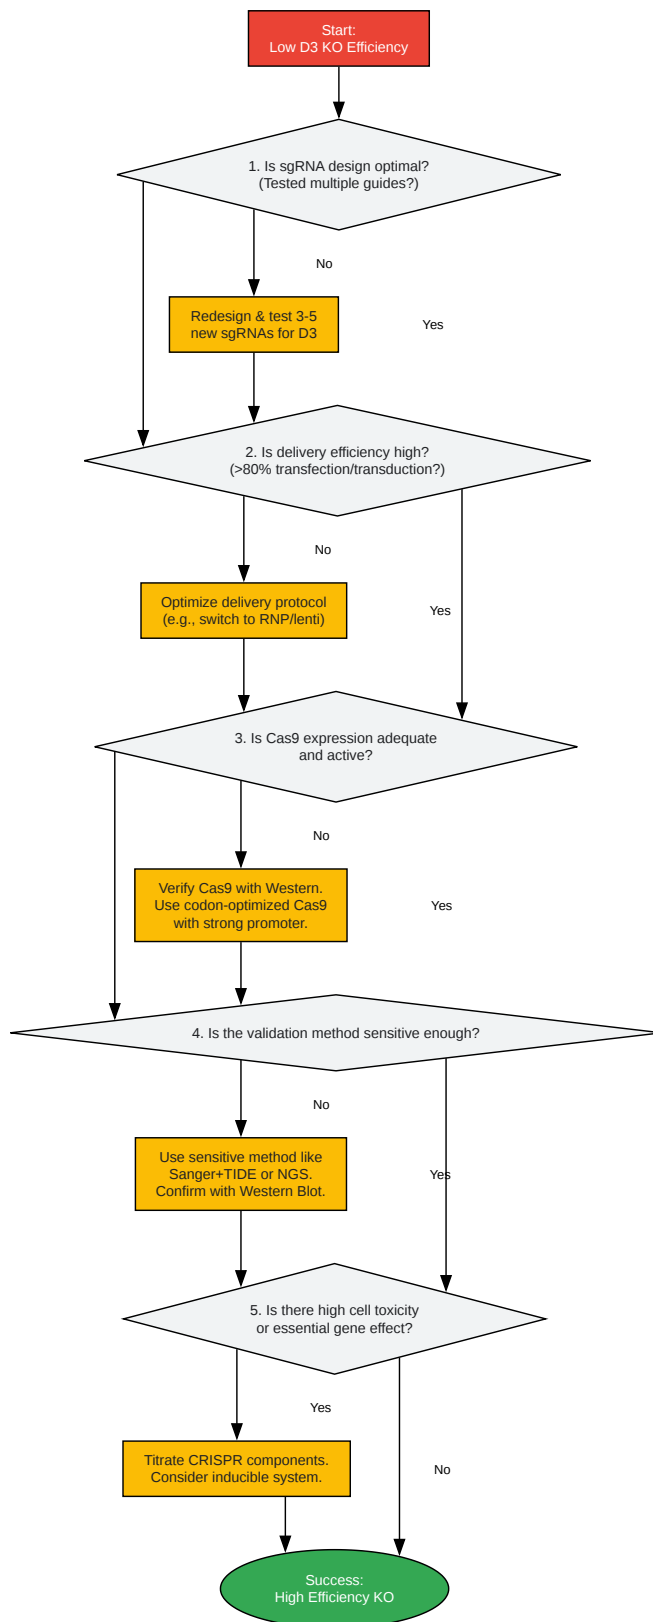 Start:
Low D3 KO Efficiency
1. Is sgRNA design optimal?
(Tested multiple guides?)
No
Redesign & test 3-5
new sgRNAs for D3
Yes
2. Is delivery efficiency high?
(>80% transfection/transduction?)
No
Optimize delivery protocol
(e.g., switch to RNP/lenti)
Yes
3. Is Cas9 expression adequate
and active?
No
Verify Cas9 with Western.
Use codon-optimized Cas9
with strong promoter.
Yes
4. Is the validation method sensitive enough?
No
Use sensitive method like
Sanger+TIDE or NGS.
Confirm with Western Blot.
Yes
5. Is there high cell toxicity
or essential gene effect?
Yes
Titrate CRISPR components.
Consider inducible system.
No
Success:
High Efficiency KO